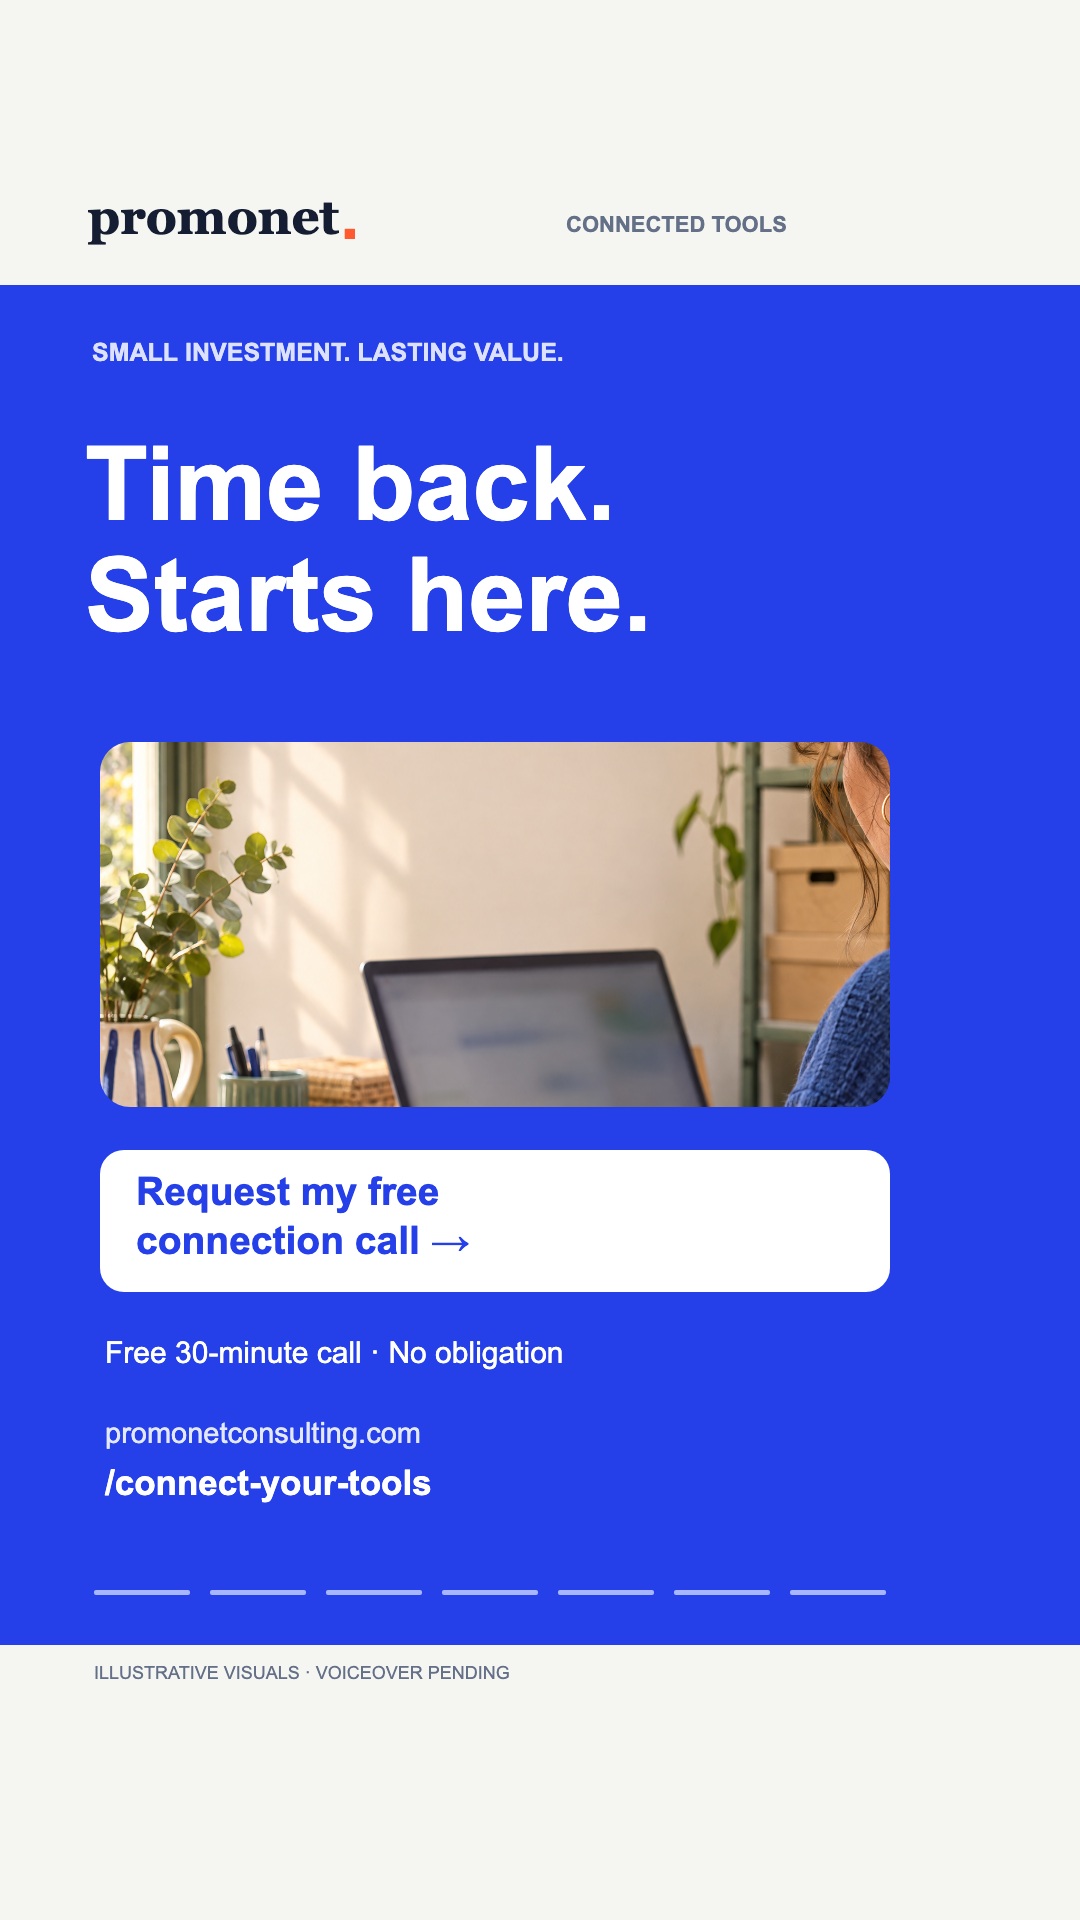 promonet.
CONNECTED TOOLS
SMALL INVESTMENT. LASTING VALUE.
Time back.
Starts here.
Request my free
connection call →
Free 30-minute call · No obligation
promonetconsulting.com
/connect-your-tools
ILLUSTRATIVE VISUALS · VOICEOVER PENDING